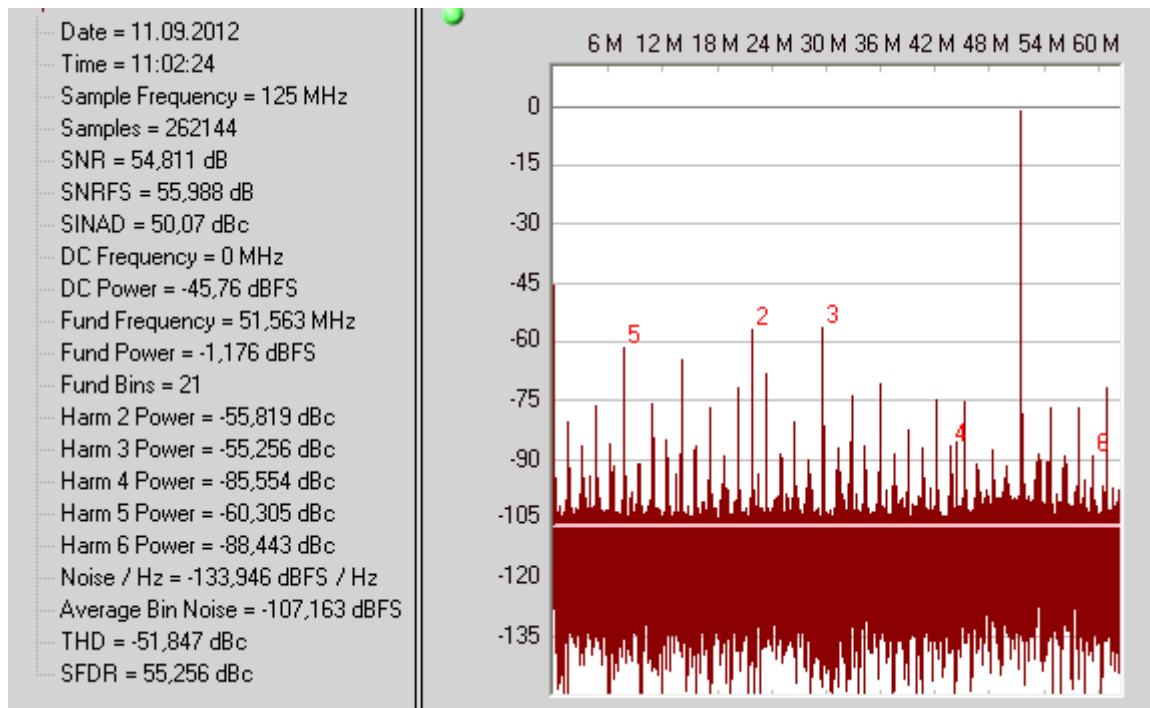 Date = 11.09.2012
Time = 11:02:24
Sample Frequency = 125 MHz
Samples = 262144
SNR = 54,811 dB
SNRFS = 55,988 dB
SINAD = 50,07 dBc
DC Frequency = 0 MHz
DC Power = -45,76 dBFS
Fund Frequency = 51,563 MHz
Fund Power = -1,176 dBFS
Fund Bins = 21
Harm 2 Power = -55,819 dBc
Harm 3 Power = -55,256 dBc
Harm 4 Power = -85,554 dBc
Harm 5 Power = -60,305 dBc
Harm 6 Power = -88,443 dBc
Noise / Hz = -133,946 dBFS / Hz
Average Bin Noise = -107,163 dBFS
THD = -51,847 dBc
SFDR = 55,256 dBc
6 M 12 M 18 M 24 M 30 M 36 M 42 M 48 M 54 M 60 M
0
-15
-30
-45
-60
-75
-90
-105
-120
-135
5
2
3
4
6